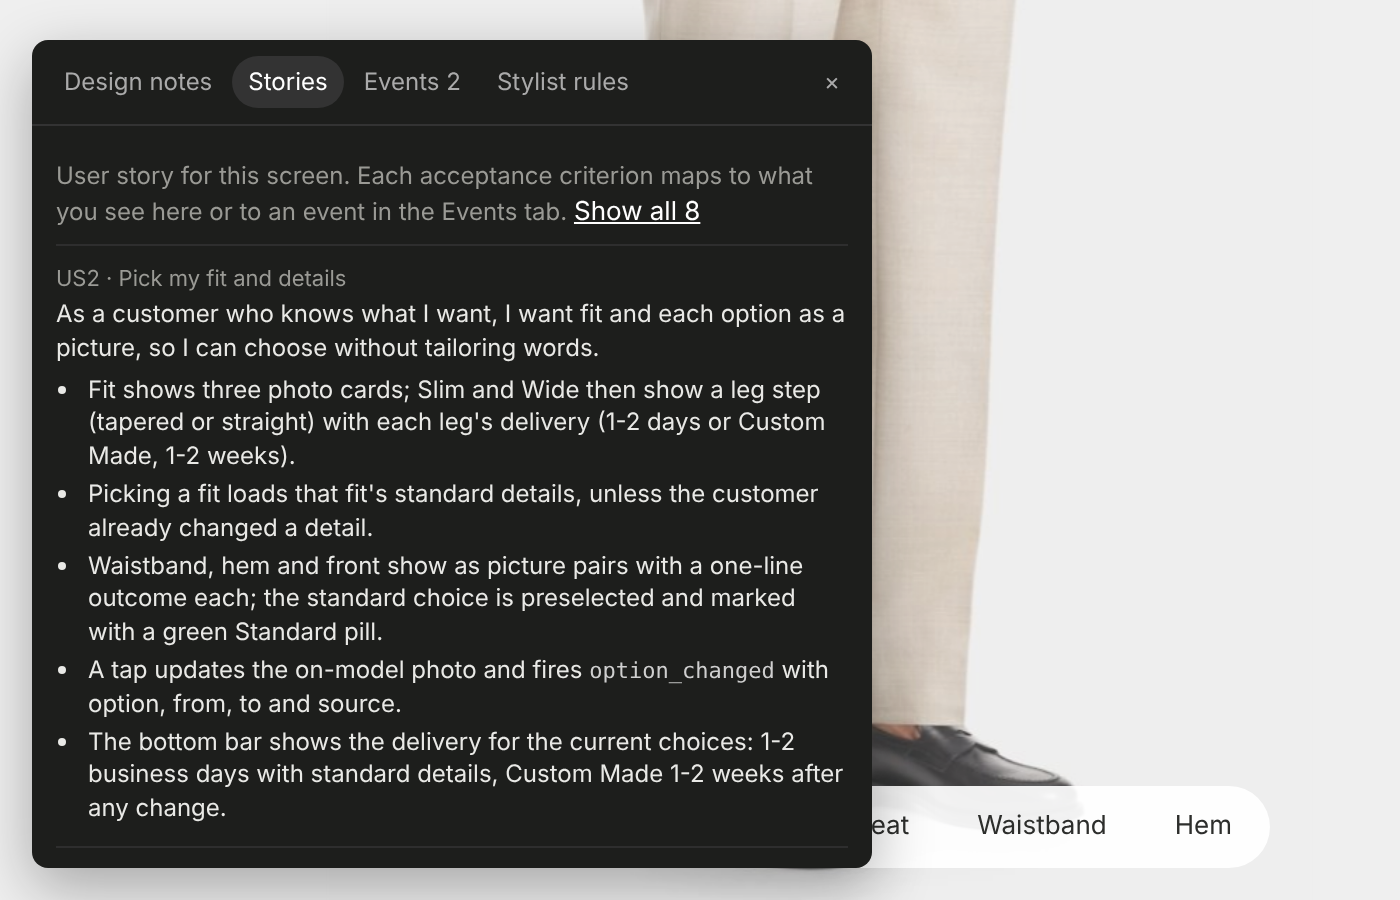 Design notes Stories Events 2 Stylist rules ×
User story for this screen. Each acceptance criterion maps to what
you see here or to an event in the Events tab. Show all 8
US2 · Pick my fit and details
As a customer who knows what I want, I want fit and each option as a
picture, so I can choose without tailoring words.
• Fit shows three photo cards; Slim and Wide then show a leg step
(tapered or straight) with each leg's delivery (1-2 days or Custom
Made, 1-2 weeks).
• Picking a fit loads that fit's standard details, unless the customer
already changed a detail.
• Waistband, hem and front show as picture pairs with a one-line
outcome each; the standard choice is preselected and marked
with a green Standard pill.
• A tap updates the on-model photo and fires option_changed with
option, from, to and source.
• The bottom bar shows the delivery for the current choices: 1-2
business days with standard details, Custom Made 1-2 weeks after
any change.
eat Waistband Hem